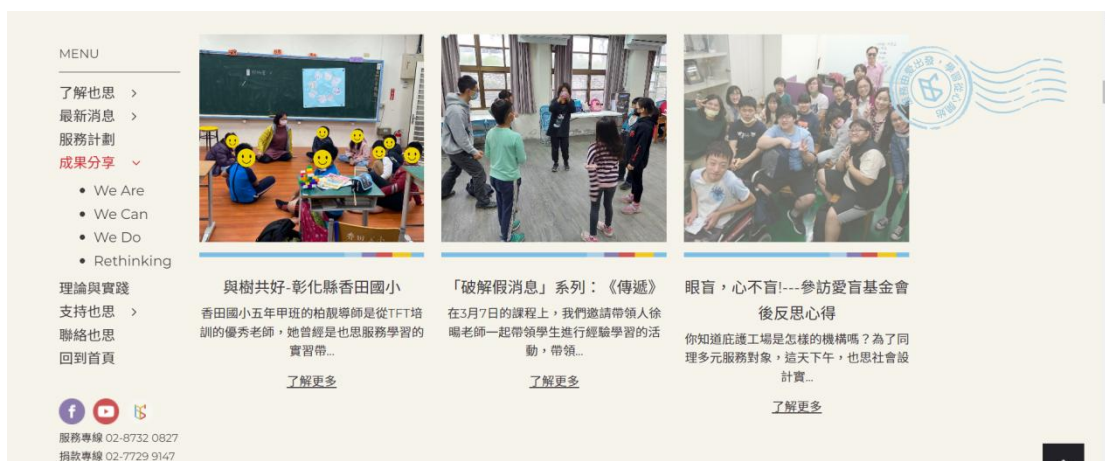 MENU
了解也思 >
最新消息 >
服務計劃
成果分享
We Are
We Can
We Do
Rethinking
理論與實踐
支持也思 >
聯絡也思
回到首頁
服務專線 02-8732 0827
捐款專線 02-7729 9147
與樹共好-彰化縣香田國小
香田國小五年甲班的柏靚導師是從TFT培
訓的優秀老師，她曾經是也思服務學習的
實習帶...
了解更多
「破解假消息」系列：《傳遞》
在3月7日的課程上，我們邀請帶領人徐
暘老師一起帶領學生進行經驗學習的活
動，帶領...
了解更多
眼盲，心不盲!---參訪愛盲基金會
後反思心得
你知道庇護工場是怎樣的機構嗎？為了同
理多元服務對象，這天下午，也思社會設
計實...
了解更多